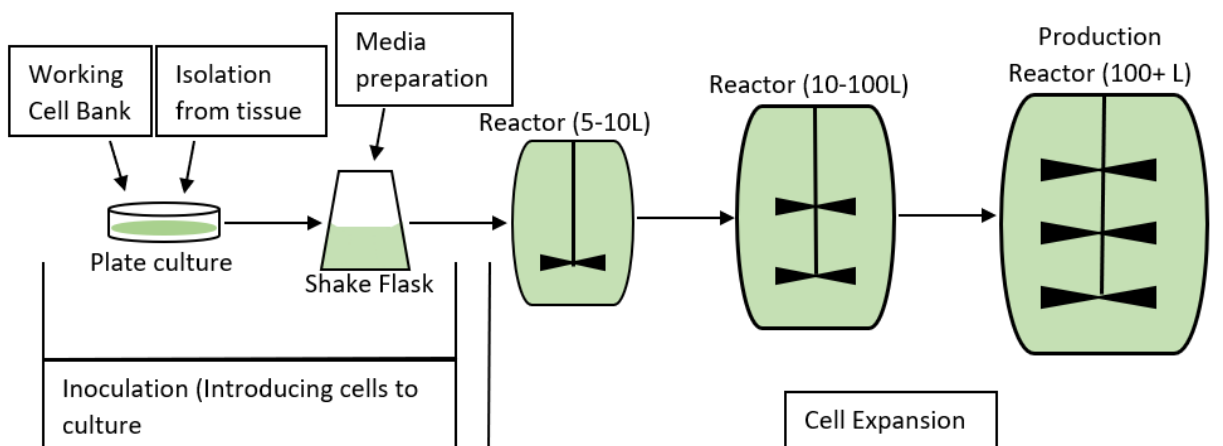 Working
Cell Bank
Isolation
from tissue
Media
preparation
Plate culture
Shake Flask
Reactor (5-10L)
Reactor (10-100L)
Production
Reactor (100+ L)
Inoculation (Introducing cells to
culture
Cell Expansion